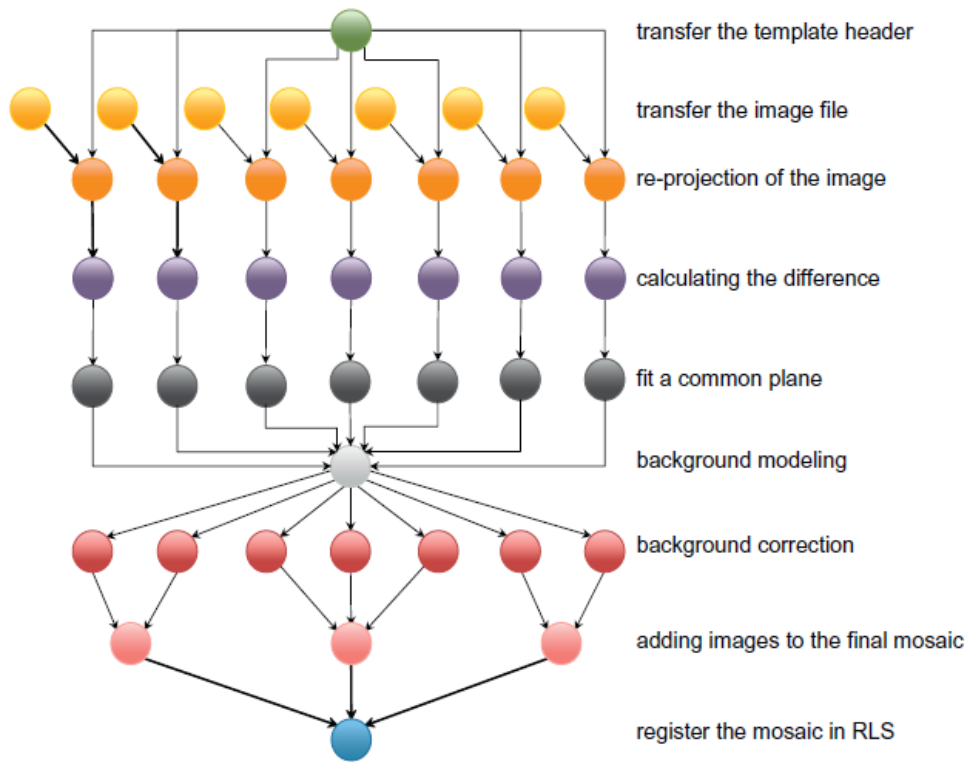 transfer the template header
transfer the image file
re-projection of the image
calculating the difference
fit a common plane
background modeling
background correction
adding images to the final mosaic
register the mosaic in RLS